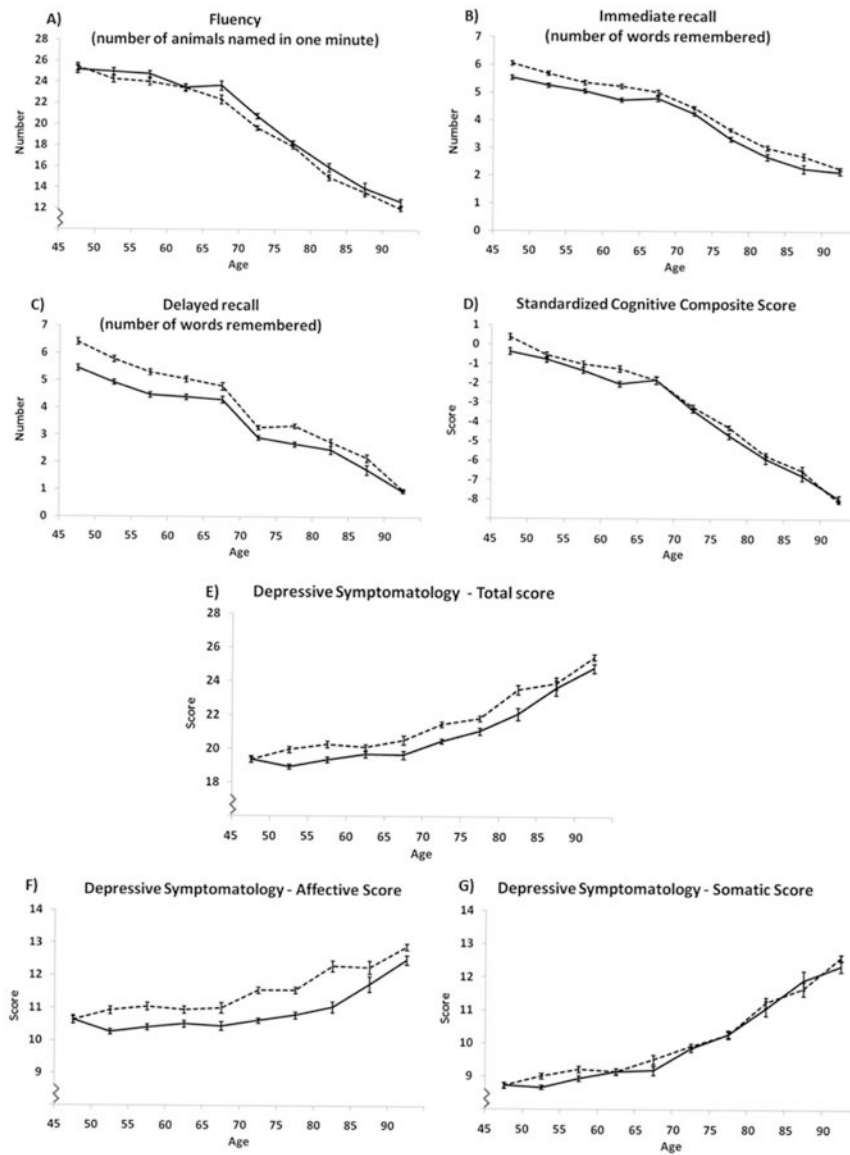 A)
Fluency
(number of animals named in one minute)
28
26
24
22
20
18
16
14
12
Number
45 50 55 60 65 70 75 80 85 90
Age
B)
Immediate recall
(number of words remembered)
7
6
5
4
3
2
1
0
Number
45 50 55 60 65 70 75 80 85 90
Age
C)
Delayed recall
(number of words remembered)
7
6
5
4
3
2
1
0
Number
45 50 55 60 65 70 75 80 85 90
Age
D)
Standardized Cognitive Composite Score
1
0
-1
-2
-3
-4
-5
-6
-7
-8
Score
45 50 55 60 65 70 75 80 85 90
Age
E)
Depressive Symptomatology - Total score
28
26
24
22
20
18
Score
45 50 55 60 65 70 75 80 85 90
Age
F)
Depressive Symptomatology - Affective Score
14
13
12
11
10
9
Score
45 50 55 60 65 70 75 80 85 90
Age
G)
Depressive Symptomatology - Somatic Score
14
13
12
11
10
9
Score
45 50 55 60 65 70 75 80 85 90
Age